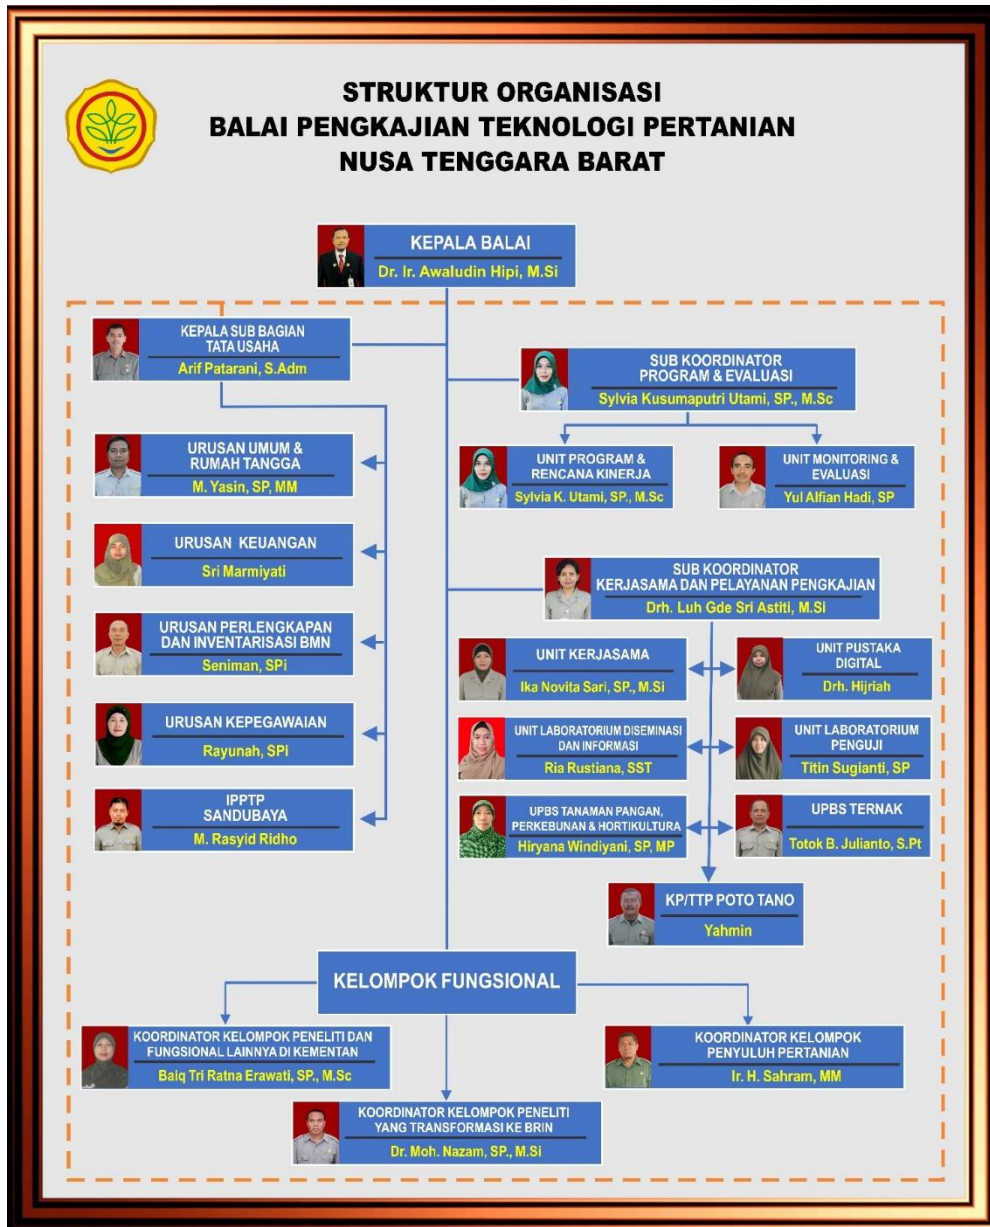 STRUKTUR ORGANISASI
BALAI PENGKAJIAN TEKNOLOGI PERTANIAN
NUSA TENGGARA BARAT
KEPALA BALAI
Dr. Ir. Awaludin Hipi, M.Si
KEPALA SUB BAGIAN
TATA USAHA
Arif Patarani, S.Adm
SUB KOORDINATOR
PROGRAM & EVALUASI
Sylvia Kusumaputri Utami, SP., M.Sc
URUSAN UMUM &
RUMAH TANGGA
M. Yasin, SP, MM
UNIT PROGRAM &
RENCANA KINERJA
Sylvia K. Utami, SP., M.Sc
UNIT MONITORING &
EVALUASI
Yul Alfian Hadi, SP
URUSAN KEUANGAN
Sri Marmiyati
SUB KOORDINATOR
KERJASAMA DAN PELAYANAN PENGKAJIAN
Drh. Luh Gde Sri Astiti, M.Si
URUSAN PERLENGKAPAN
DAN INVENTARISASI BMN
Seniman, SPi
UNIT KERJASAMA
Ika Novita Sari, SP., M.Si
UNIT PUSTAKA
DIGITAL
Drh. Hijriah
URUSAN KEPEGAWAIAN
Rayunah, SPi
UNIT LABORATORIUM DISEMINASI
DAN INFORMASI
Ria Rustiana, SST
UNIT LABORATORIUM
PENGUJI
Titin Sugianti, SP
IPPTP
SANDUBAYA
M. Rasyid Ridho
UPBS TANAMAN PANGAN,
PERKEBUNAN & HORTIKULTURA
Hiryana Windiyani, SP, MP
UPBS TERNAK
Totok B. Julianto, S.Pt
KP/TTP POTO TANO
Yahmin
KELOMPOK FUNGSIONAL
KOORDINATOR KELOMPOK PENELITI DAN
FUNGSIONAL LAINNYA DI KEMENTAN
Baiq Tri Ratna Erawati, SP., M.Sc
KOORDINATOR KELOMPOK
PENYULUH PERTANIAN
Ir. H. Sahram, MM
KOORDINATOR KELOMPOK PENELITI
YANG TRANSFORMASI KE BRIN
Dr. Moh. Nazam, SP., M.Si